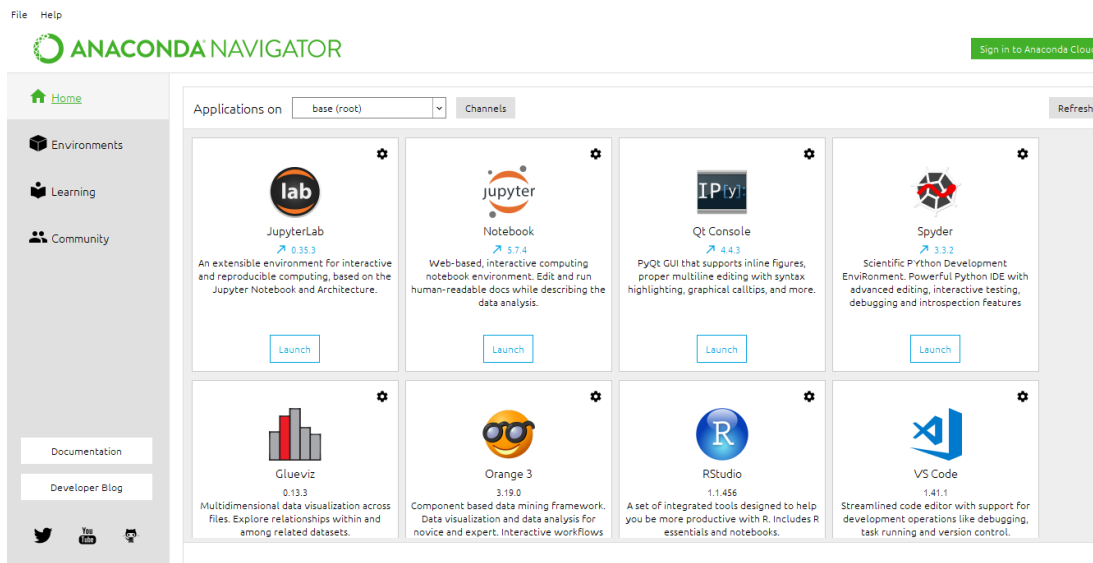 File Help
ANACONDA NAVIGATOR
Sign in to Anaconda Cloud
Home
Environments
Learning
Community
Documentation
Developer Blog
You
Tube
Applications on base (root) Channels Refresh
lab
JupyterLab
0.35.3
An extensible environment for interactive
and reproducible computing, based on the
Jupyter Notebook and Architecture.
Launch
jupyter
Notebook
5.7.4
Web-based, interactive computing
notebook environment. Edit and run
human-readable docs while describing the
data analysis.
Launch
IP[y]:
Qt Console
4.4.3
PyQt GUI that supports inline figures,
proper multiline editing with syntax
highlighting, graphical calltips, and more.
Launch
Spyder
3.3.2
Scientific PYthon Development
EnviRonment. Powerful Python IDE with
advanced editing, interactive testing,
debugging and introspection features
Launch
Glueviz
0.13.3
Multidimensional data visualization across
files. Explore relationships within and
among related datasets.
Orange 3
3.19.0
Component based data mining framework.
Data visualization and data analysis for
novice and expert. Interactive workflows
R
RStudio
1.1.456
A set of integrated tools designed to help
you be more productive with R. Includes R
essentials and notebooks.
VS Code
1.41.1
Streamlined code editor with support for
development operations like debugging,
task running and version control.